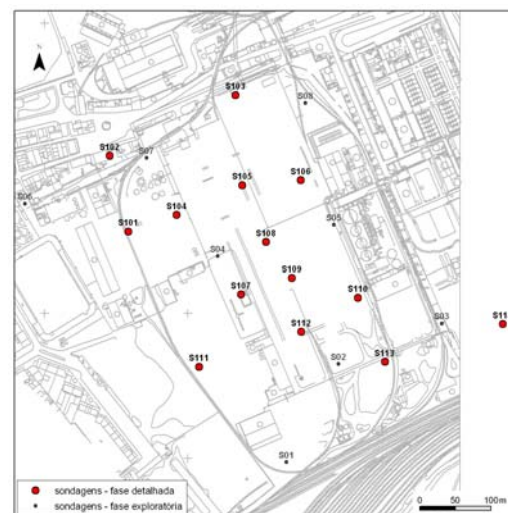 N
S103
S08
S102
S07
S105
S106
S06
S104
S101
S05
S108
S04
S109
S107
S110
S112
S03
S11
S02
S113
S111
S01
sondagens - fase detalhada
sondagens - fase exploratória
0 50 100m